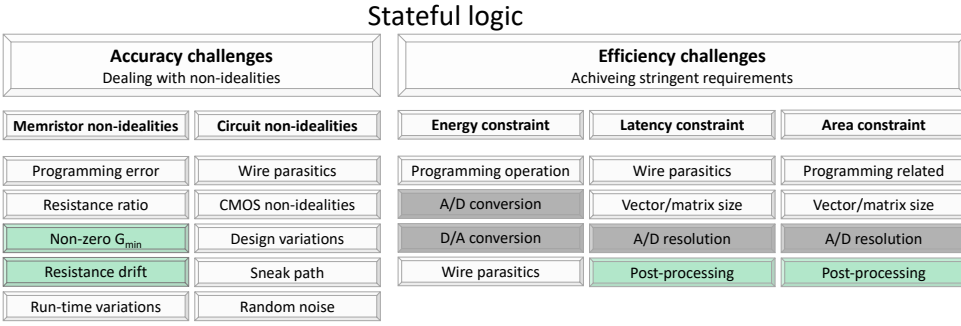 Stateful logic
Accuracy challenges
Dealing with non-idealities
Efficiency challenges
Achiveing stringent requirements
Memristor non-idealities
Circuit non-idealities
Energy constraint
Latency constraint
Area constraint
Programming error
Wire parasitics
Programming operation
Wire parasitics
Programming related
Resistance ratio
CMOS non-idealities
A/D conversion
Vector/matrix size
Vector/matrix size
Non-zero Gmin
Design variations
D/A conversion
A/D resolution
A/D resolution
Resistance drift
Sneak path
Wire parasitics
Post-processing
Post-processing
Run-time variations
Random noise